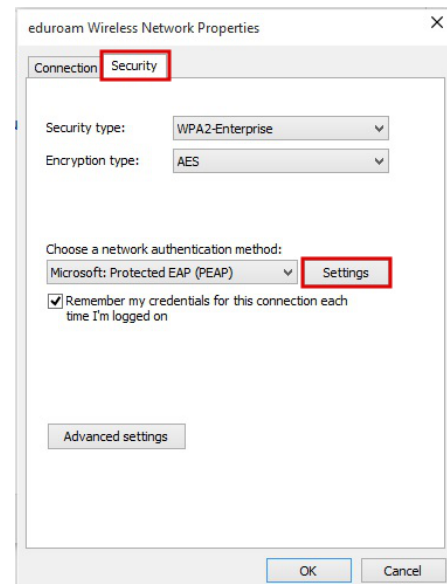 eduroam Wireless Network Properties
Connection Security
Security type: WPA2-Enterprise
Encryption type: AES
Choose a network authentication method:
Microsoft: Protected EAP (PEAP) Settings
Remember my credentials for this connection each
time I'm logged on
Advanced settings
OK Cancel